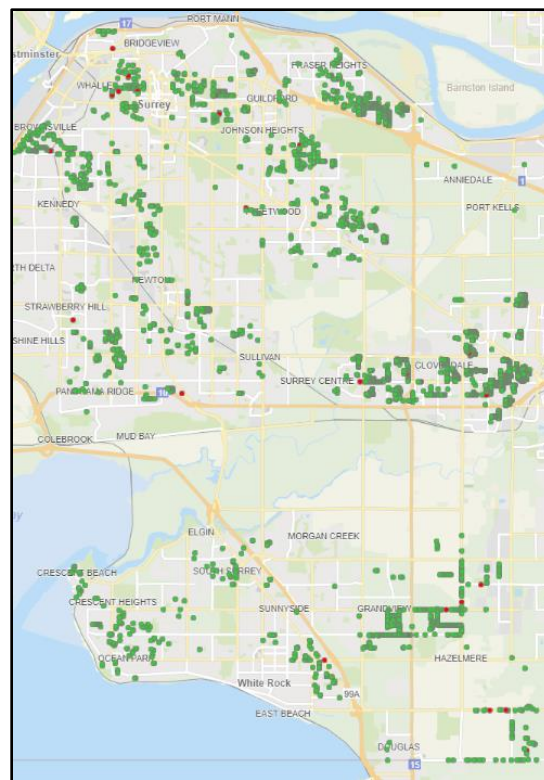 PORT MANN
17
BRIDGEVIEW
stminster
FRASER HEIGHTS
WHALLEY
Barnston Island
GUILDFORD
Surrey
BROWNSVILLE
JOHNSON HEIGHTS
ANNIEDALE
1
KENNEDY
PORT KELLS
FLEETWOOD
RTH DELTA
NEWTON
STRAWBERRY HILL
SHINE HILLS
SULLIVAN
CLOVERDALE
SURREY CENTRE
PANORAMA RIDGE
10
COLEBROOK
MUD BAY
ay
ELGIN
MORGAN CREEK
CRESCENT BEACH
SOUTH SURREY
CRESCENT HEIGHTS
SUNNYSIDE
GRANDVIEW
OCEAN PARK
HAZELMERE
White Rock
99A
EAST BEACH
DOUGLAS
15